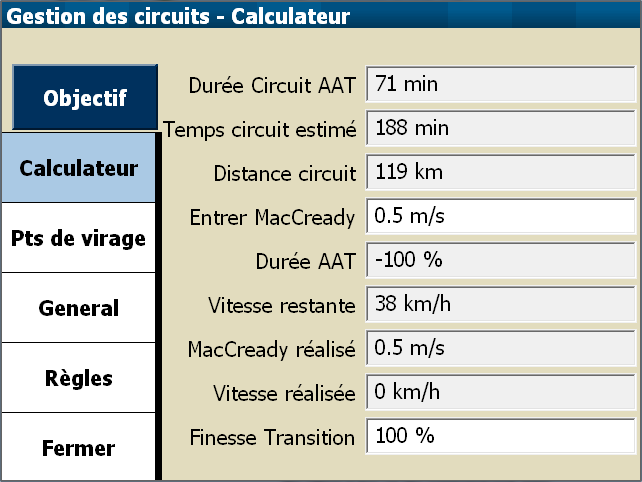 Gestion des circuits - Calculateur
Objectif
Calculateur
Pts de virage
General
Règles
Fermer
Durée Circuit AAT 71 min
Temps circuit estimé 188 min
Distance circuit 119 km
Entrer MacCready 0.5 m/s
Durée AAT -100 %
Vitesse restante 38 km/h
MacCready réalisé 0.5 m/s
Vitesse réalisée 0 km/h
Finesse Transition 100 %